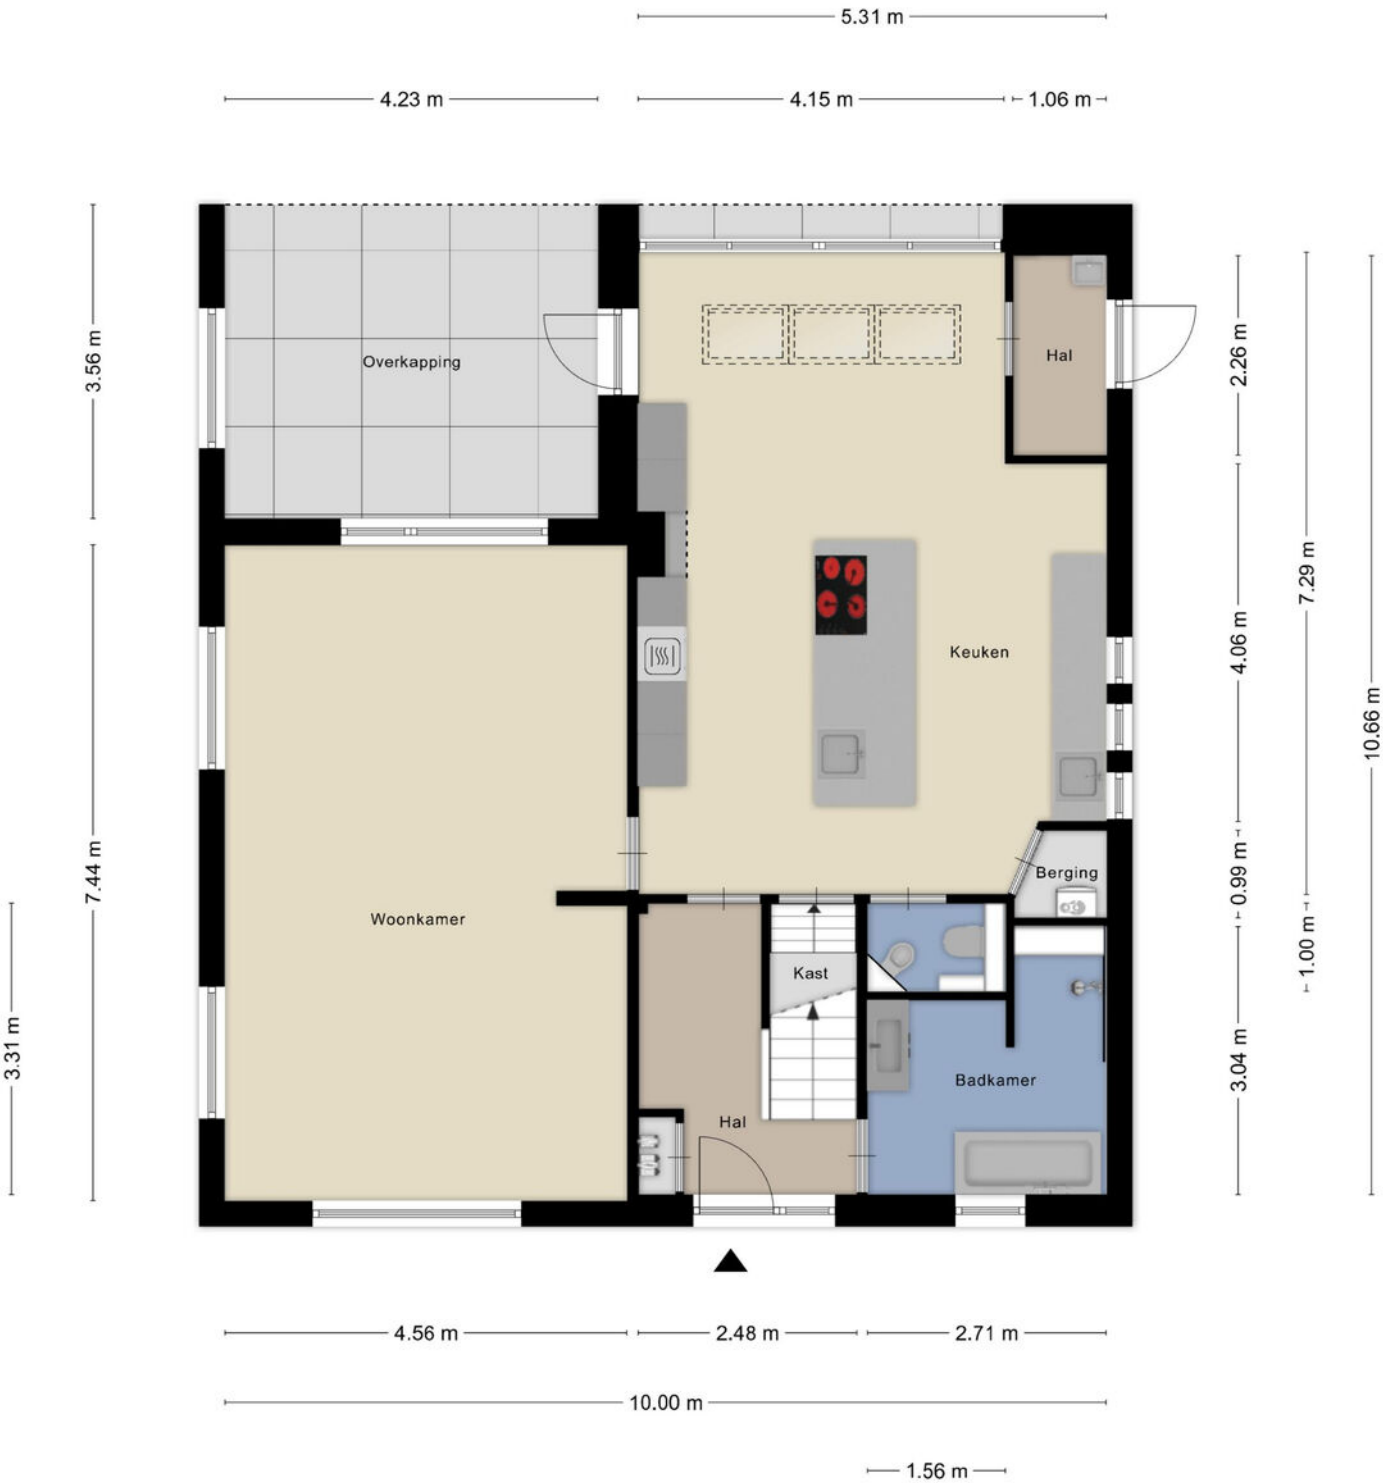 5.31 m
4.23 m
4.15 m
1.06 m
3.56 m
Overkapping
Hal
2.26 m
7.29 m
4.06 m
Keuken
10.66 m
7.44 m
0.99 m
Berging
Woonkamer
1.00 m
Kast
3.31 m
3.04 m
Badkamer
Hal
4.56 m
2.48 m
2.71 m
10.00 m
1.56 m